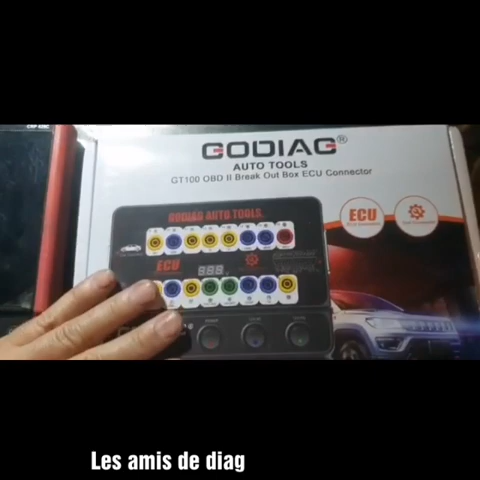 GODIAG®
AUTO TOOLS
GT100 OBD II Break Out Box ECU Connector
ECU
GODIAG AUTO TOOLS
ECU
888
Les amis de diag